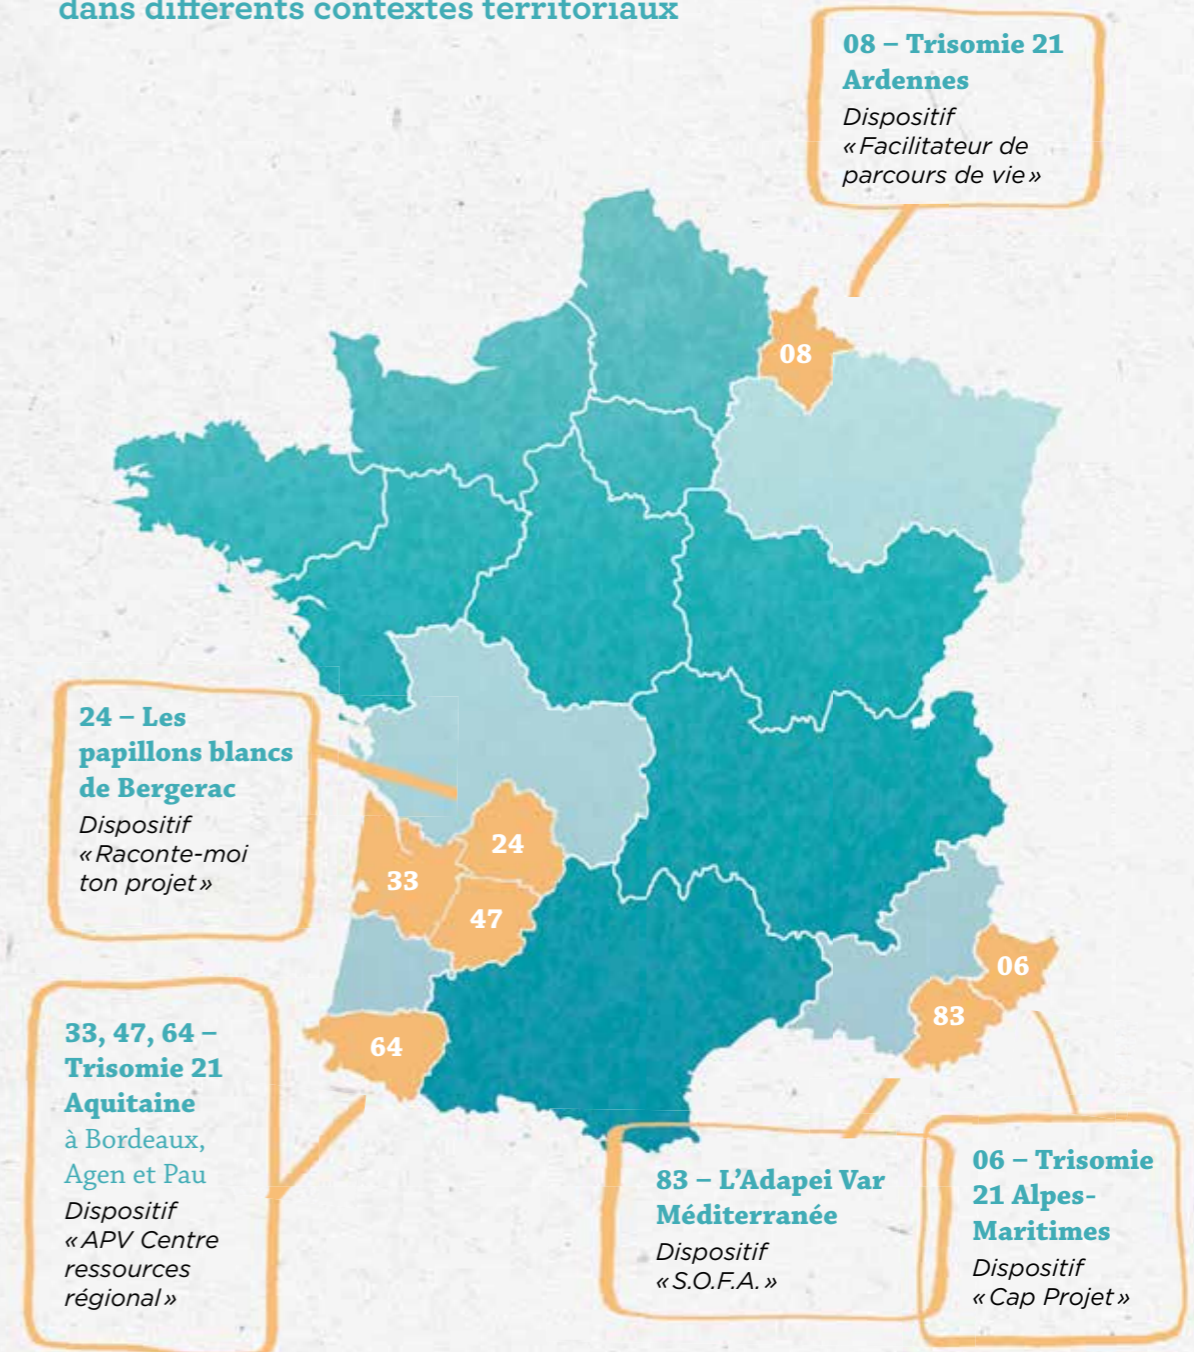 dans différents contextes territoriaux
08 – Trisomie 21
Ardennes
Dispositif
« Facilitateur de
parcours de vie »
08
24 – Les
papillons blancs
de Bergerac
Dispositif
« Raconte-moi
ton projet »
24
33
47
06
83
64
33, 47, 64 –
Trisomie 21
Aquitaine
à Bordeaux,
Agen et Pau
Dispositif
« APV Centre
ressources
régional »
83 – L’Adapei Var
Méditerranée
Dispositif
« S.O.F.A. »
06 – Trisomie
21 Alpes-
Maritimes
Dispositif
« Cap Projet »